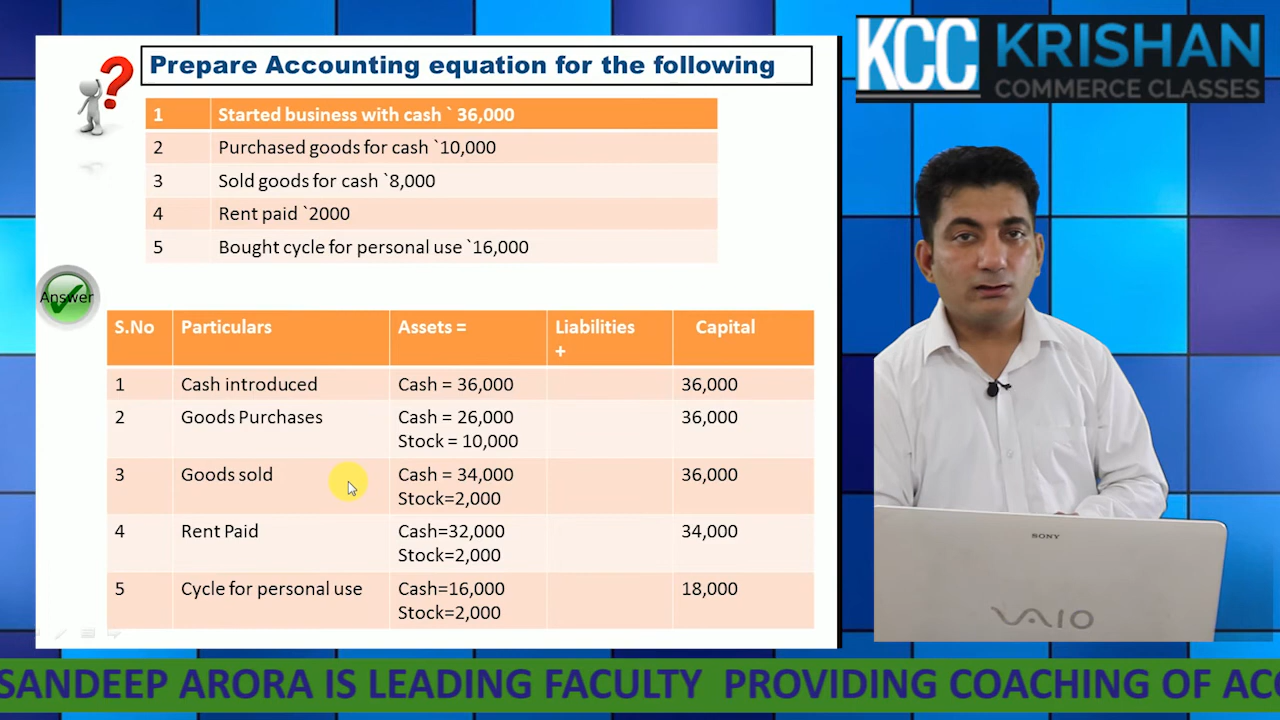 KCC KRISHAN
COMMERCE CLASSES
Prepare Accounting equation for the following
1 Started business with cash ` 36,000
2 Purchased goods for cash `10,000
3 Sold goods for cash `8,000
4 Rent paid `2000
5 Bought cycle for personal use `16,000
Answer
S.No Particulars Assets = Liabilities + Capital
1 Cash introduced Cash = 36,000 36,000
2 Goods Purchases Cash = 26,000 36,000
Stock = 10,000
3 Goods sold Cash = 34,000 36,000
Stock=2,000
4 Rent Paid Cash=32,000 34,000
Stock=2,000
5 Cycle for personal use Cash=16,000 18,000
Stock=2,000
SONY
VAIO
SANDEEP ARORA IS LEADING FACULTY PROVIDING COACHING OF ACC